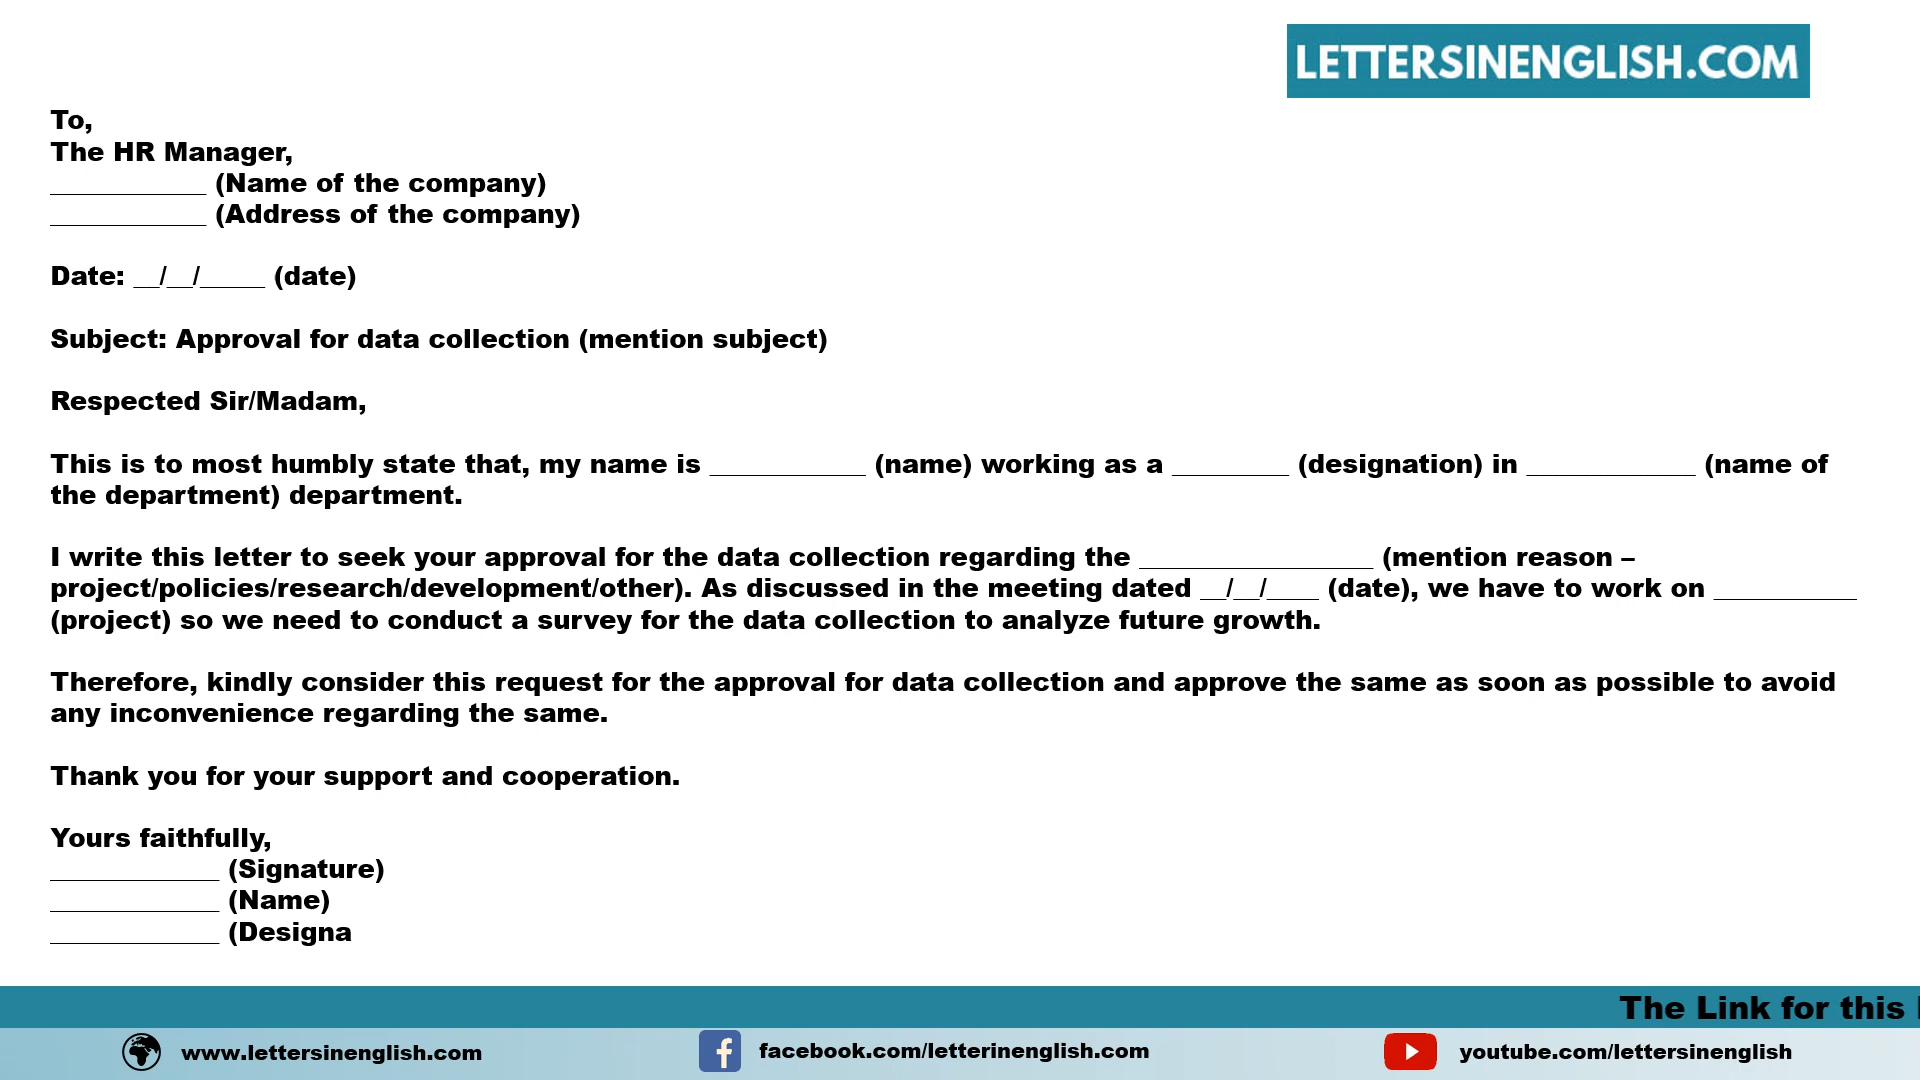 LETTERSINENGLISH.COM
To,
The HR Manager,
____________ (Name of the company)
____________ (Address of the company)
Date: __/__/_____ (date)
Subject: Approval for data collection (mention subject)
Respected Sir/Madam,
This is to most humbly state that, my name is ____________ (name) working as a _________ (designation) in _____________ (name of
the department) department.
I write this letter to seek your approval for the data collection regarding the __________________ (mention reason –
project/policies/research/development/other). As discussed in the meeting dated __/__/____ (date), we have to work on ___________
(project) so we need to conduct a survey for the data collection to analyze future growth.
Therefore, kindly consider this request for the approval for data collection and approve the same as soon as possible to avoid
any inconvenience regarding the same.
Thank you for your support and cooperation.
Yours faithfully,
_____________ (Signature)
_____________ (Name)
_____________ (Designa
The Link for this
www.lettersinenglish.com
facebook.com/letterinenglish.com
youtube.com/lettersinenglish